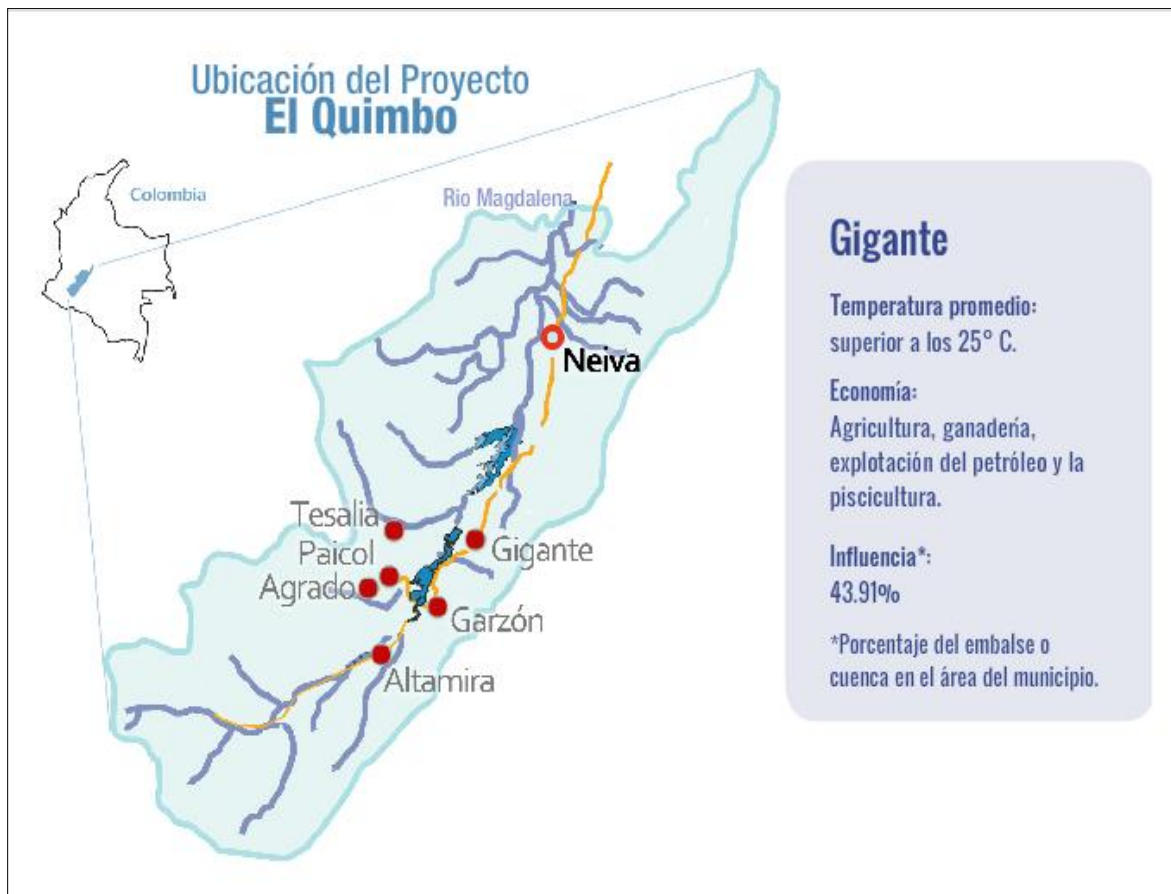 Ubicación del Proyecto
El Quimbo
Colombia
Rio Magdalena
Neiva
Tesalia
Paicol
Agrado
Gigante
Garzón
Altamira
Gigante
Temperatura promedio:
superior a los 25° C.
Economía:
Agricultura, ganadería,
explotación del petróleo y la
piscicultura.
Influencia*:
43.91%
*Porcentaje del embalse o
cuenca en el área del municipio.